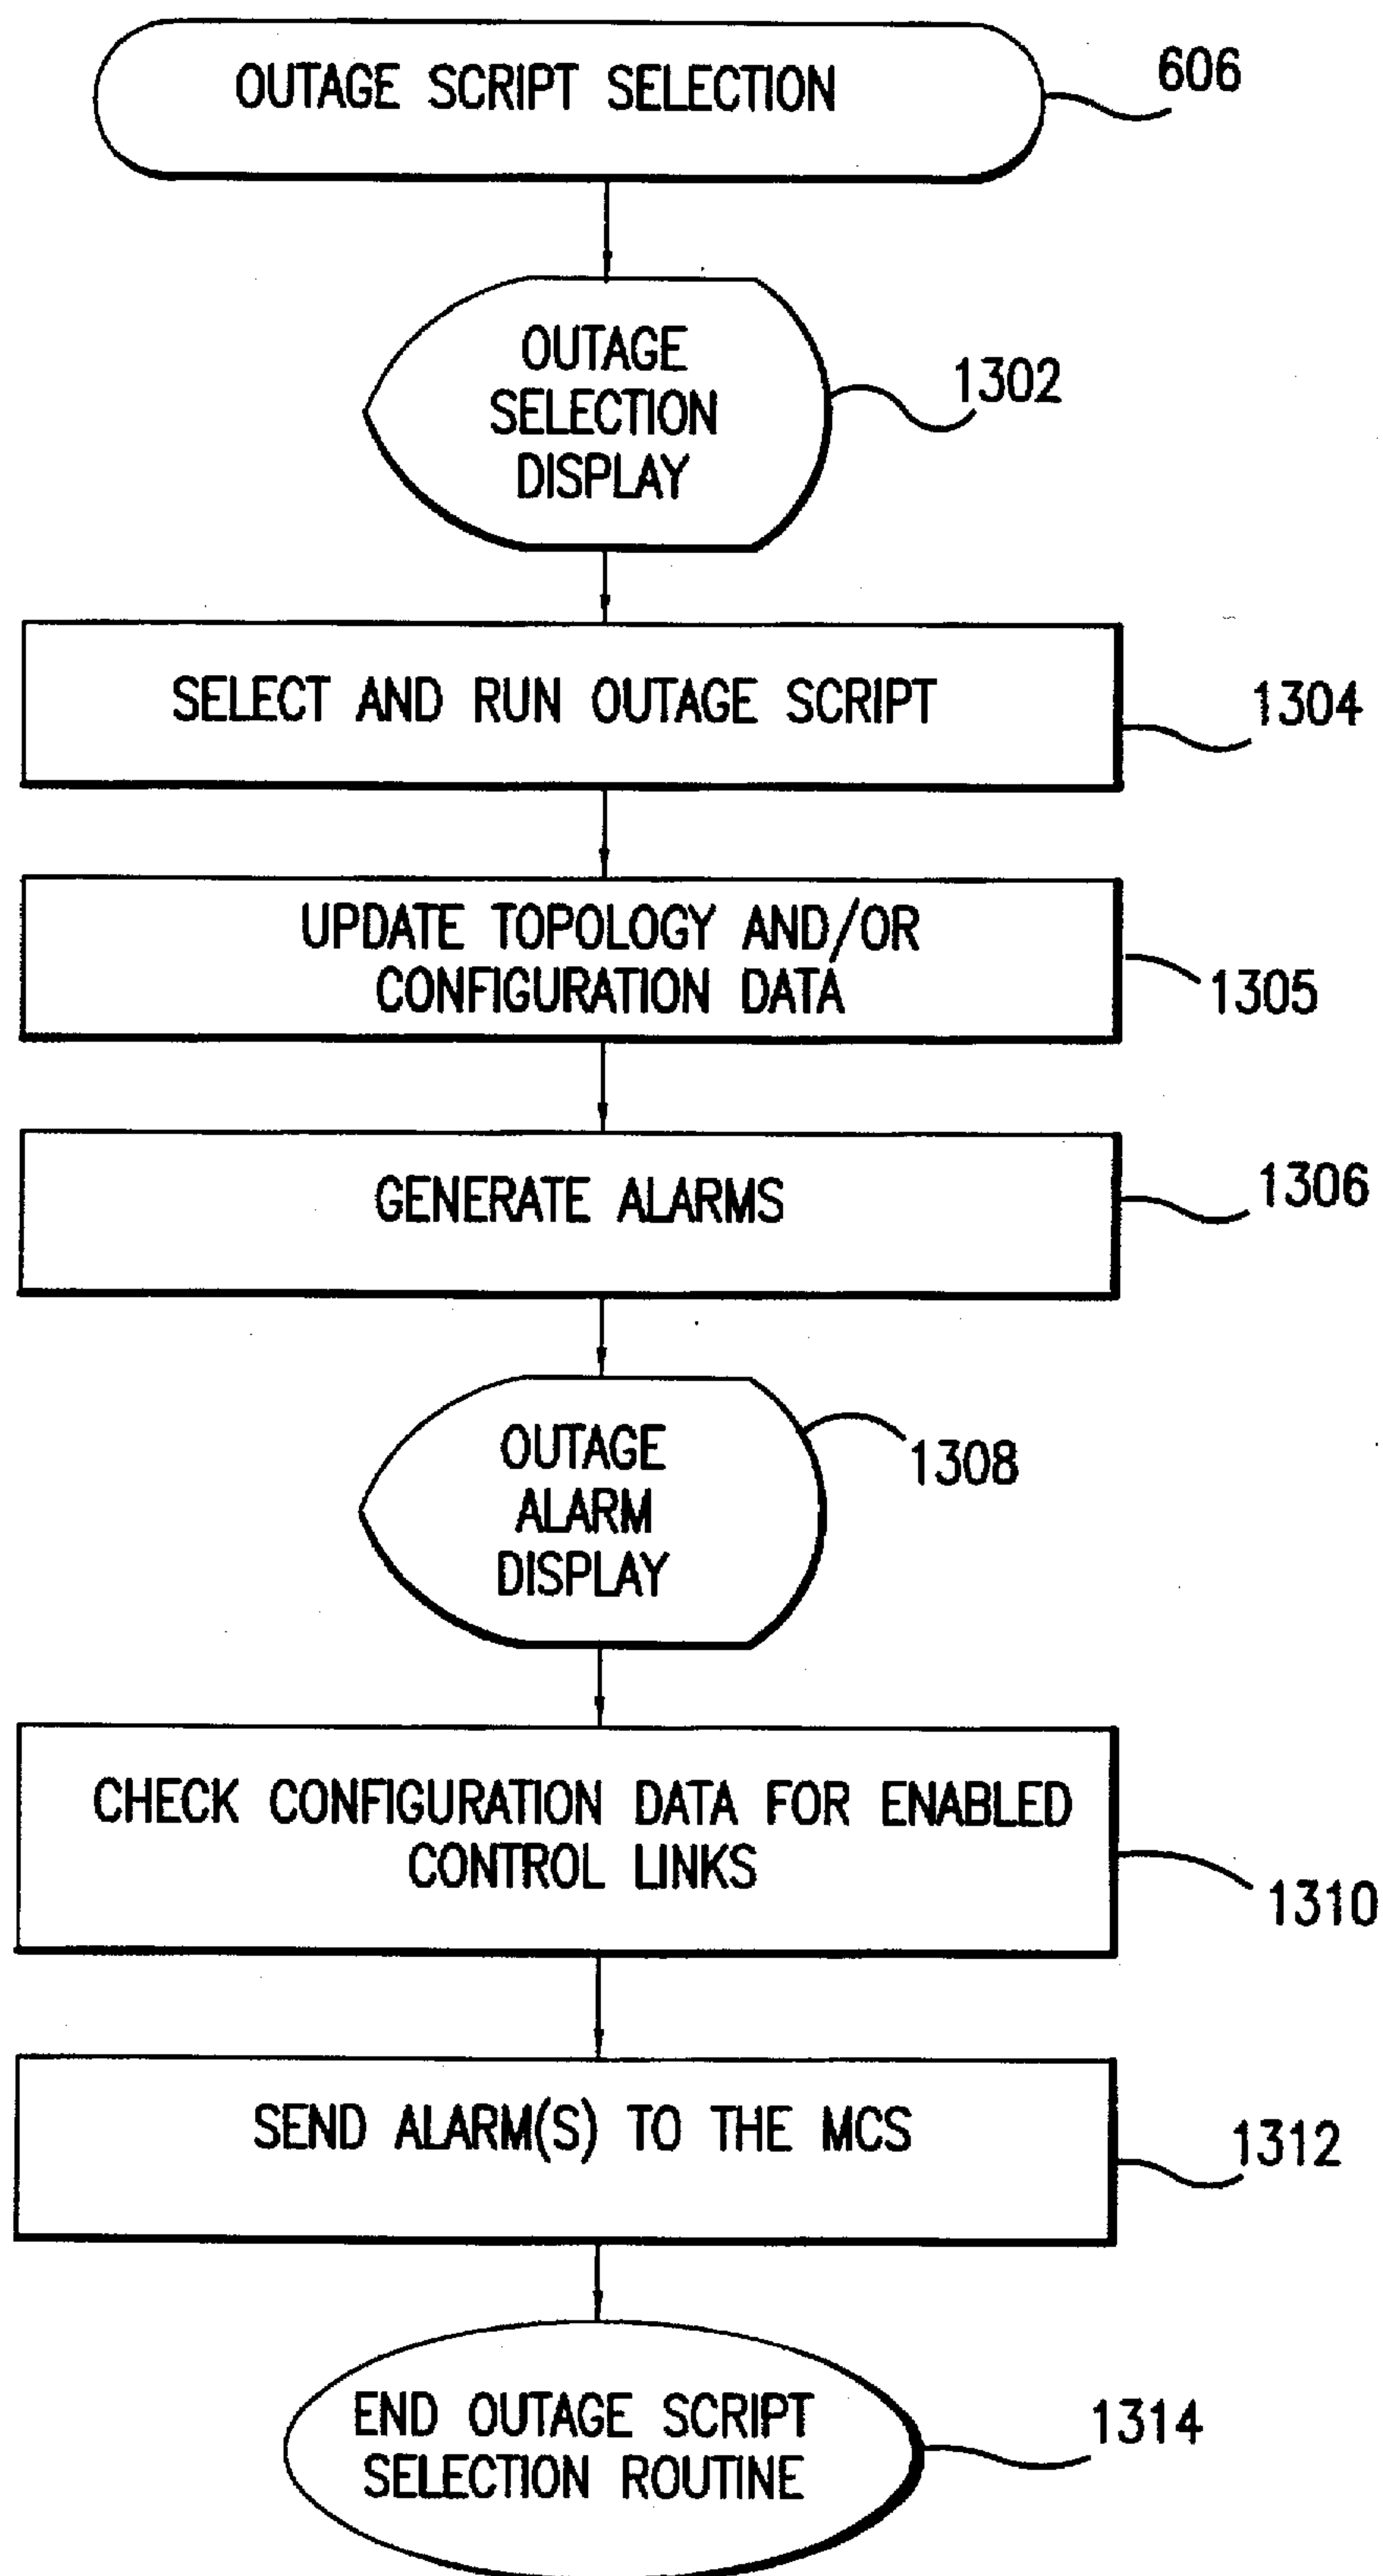 OUTAGE SCRIPT SELECTION
606
OUTAGE
SELECTION
DISPLAY
1302
SELECT AND RUN OUTAGE SCRIPT
1304
UPDATE TOPOLOGY AND/OR
CONFIGURATION DATA
1305
GENERATE ALARMS
1306
OUTAGE
ALARM
DISPLAY
1308
CHECK CONFIGURATION DATA FOR ENABLED
CONTROL LINKS
1310
SEND ALARM(S) TO THE MCS
1312
END OUTAGE SCRIPT
SELECTION ROUTINE
1314